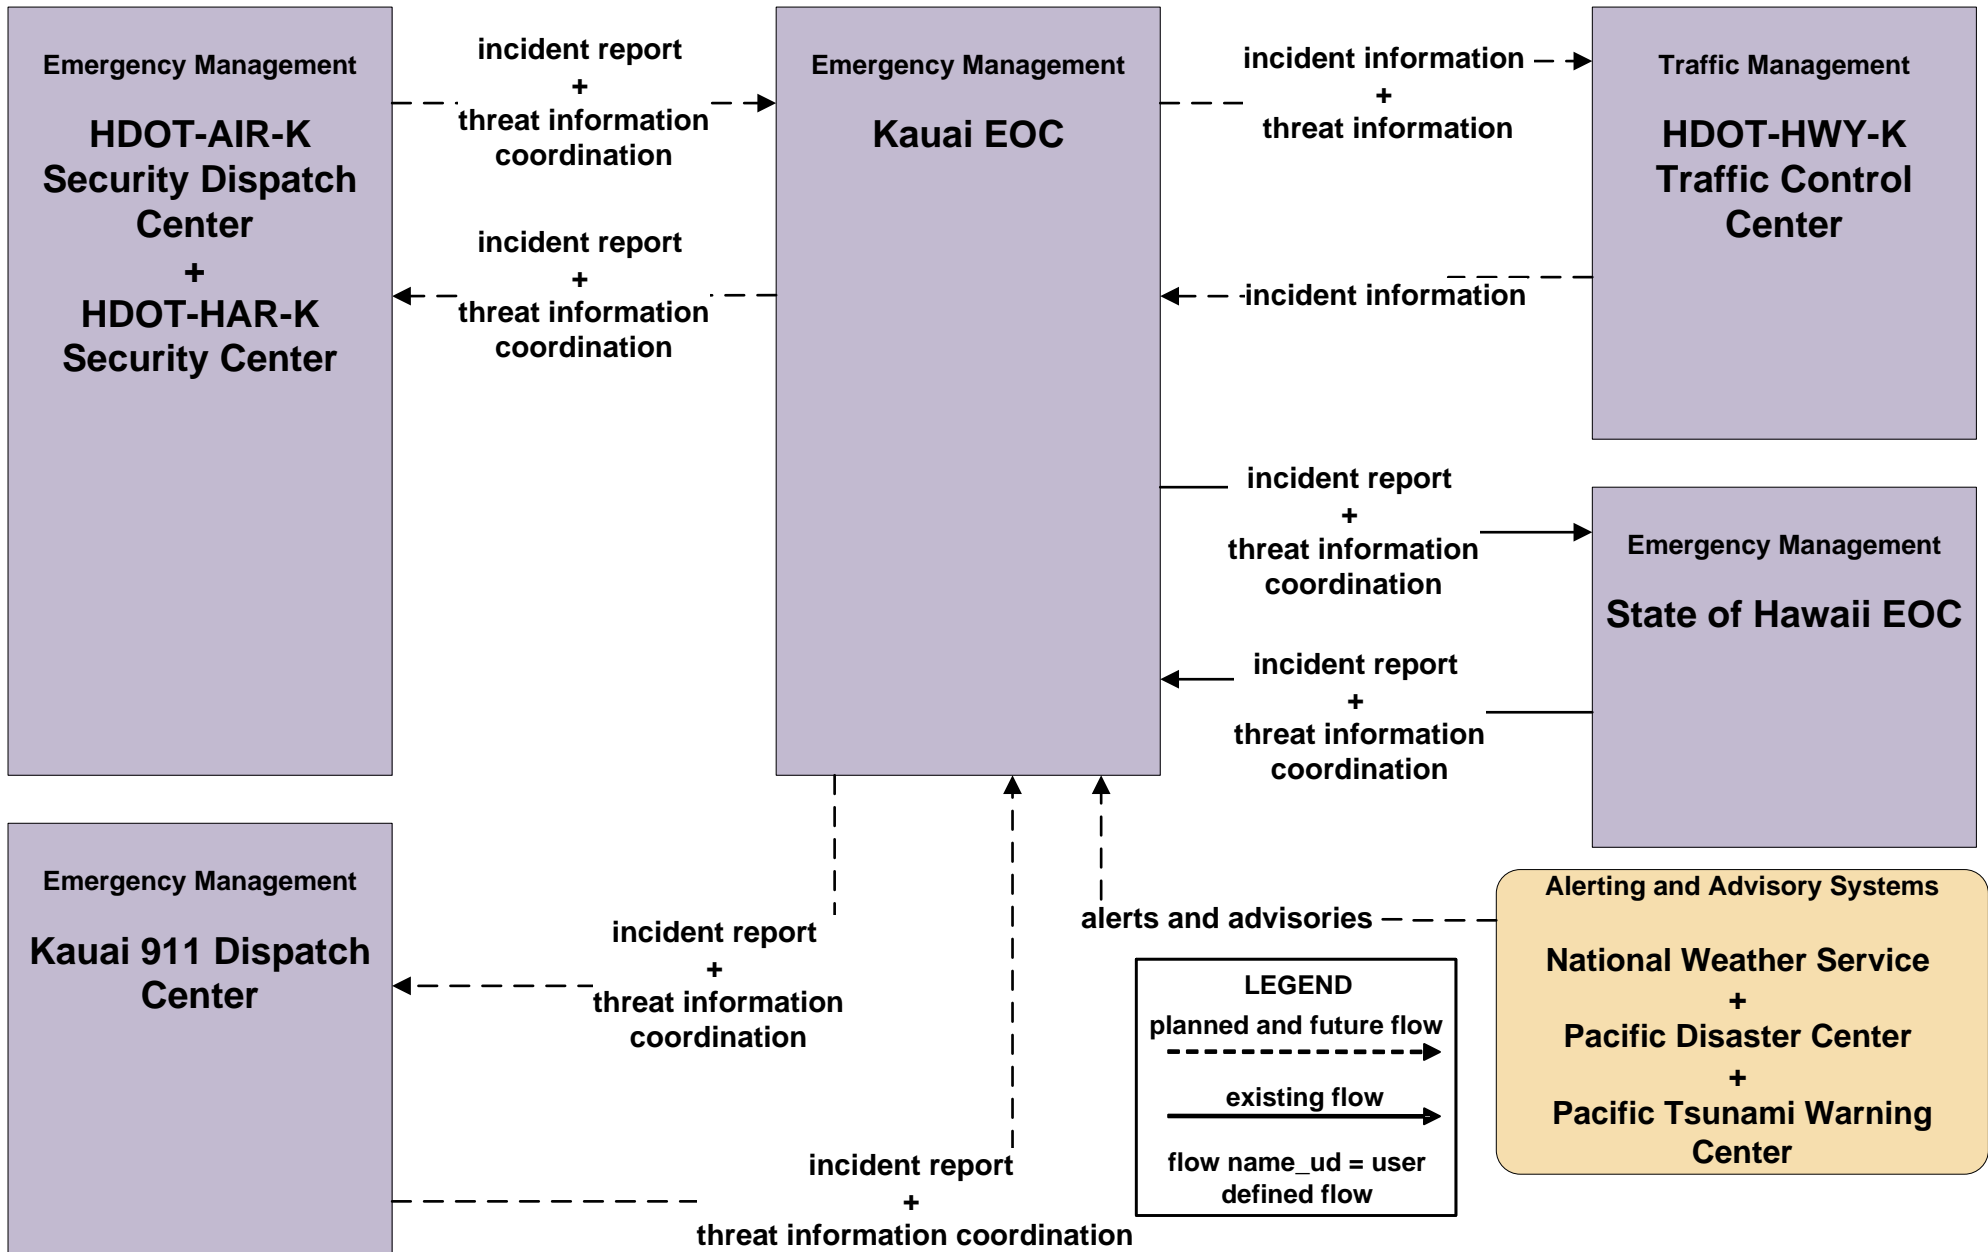 Emergency Management
HDOT-AIR-K
Security Dispatch
Center
+
HDOT-HAR-K
Security Center
incident report
+
threat information
coordination
incident report
+
threat information
coordination
Emergency Management
Kauai EOC
incident information
+
threat information
incident information
Traffic Management
HDOT-HWY-K
Traffic Control
Center
incident report
+
threat information
coordination
incident report
+
threat information
coordination
Emergency Management
State of Hawaii EOC
Emergency Management
Kauai 911 Dispatch
Center
incident report
+
threat information
coordination
incident report
+
threat information coordination
alerts and advisories
Alerting and Advisory Systems
National Weather Service
+
Pacific Disaster Center
+
Pacific Tsunami Warning
Center
LEGEND
planned and future flow
existing flow
flow name_ud = user
defined flow